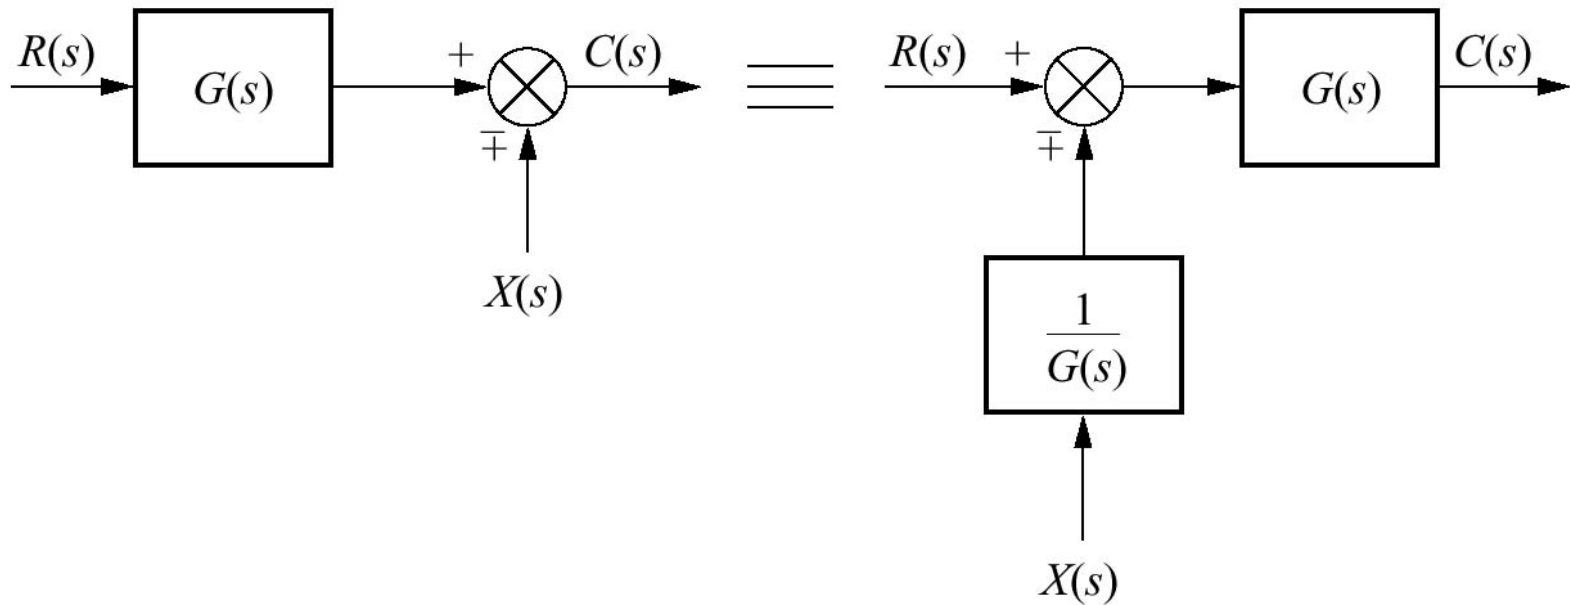 R(s) + C(s) R(s) + C(s)
G(s) G(s)
∓ ∓
X(s)
1
G(s)
X(s)